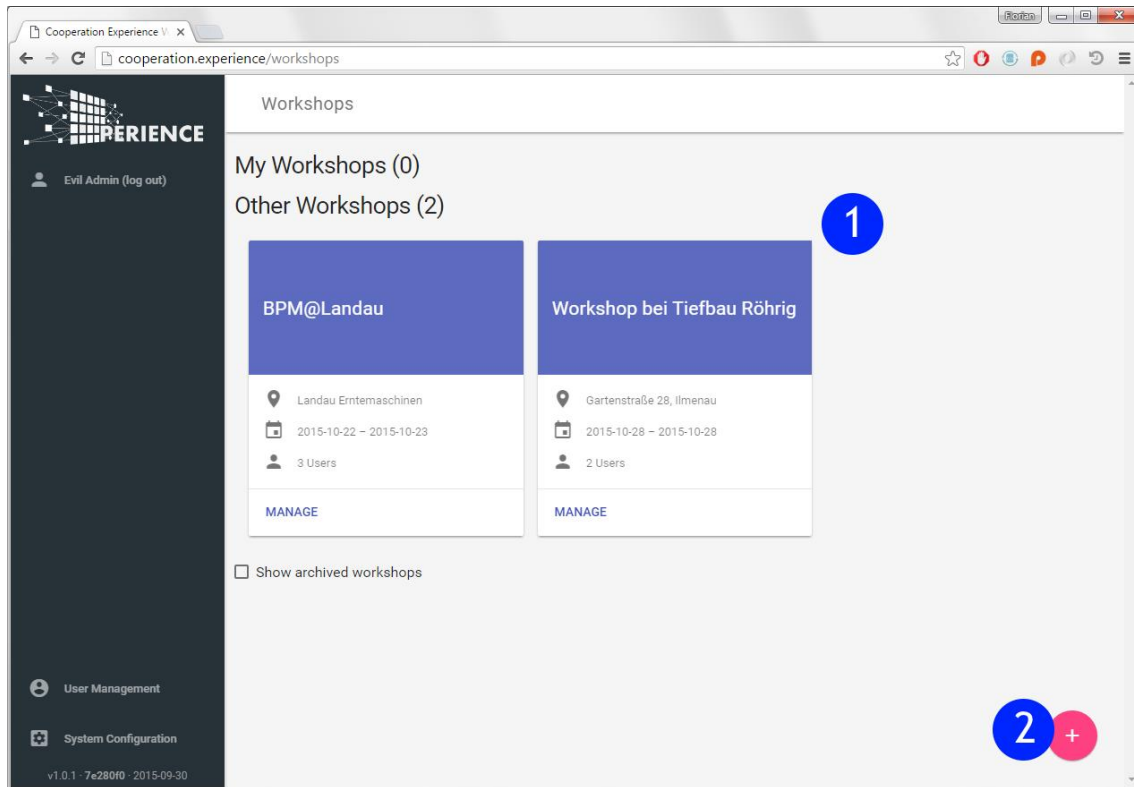 Florian
Cooperation Experience W
cooperation.experience/workshops
PERIENCE
Workshops
Evil Admin (log out)
My Workshops (0)
Other Workshops (2)
1
BPM@Landau
Landau Erntemaschinen
2015-10-22 – 2015-10-23
3 Users
MANAGE
Workshop bei Tiefbau Röhrig
Gartenstraße 28, Ilmenau
2015-10-28 – 2015-10-28
2 Users
MANAGE
Show archived workshops
User Management
System Configuration
v1.0.1 · 7e280f0 · 2015-09-30
2
+